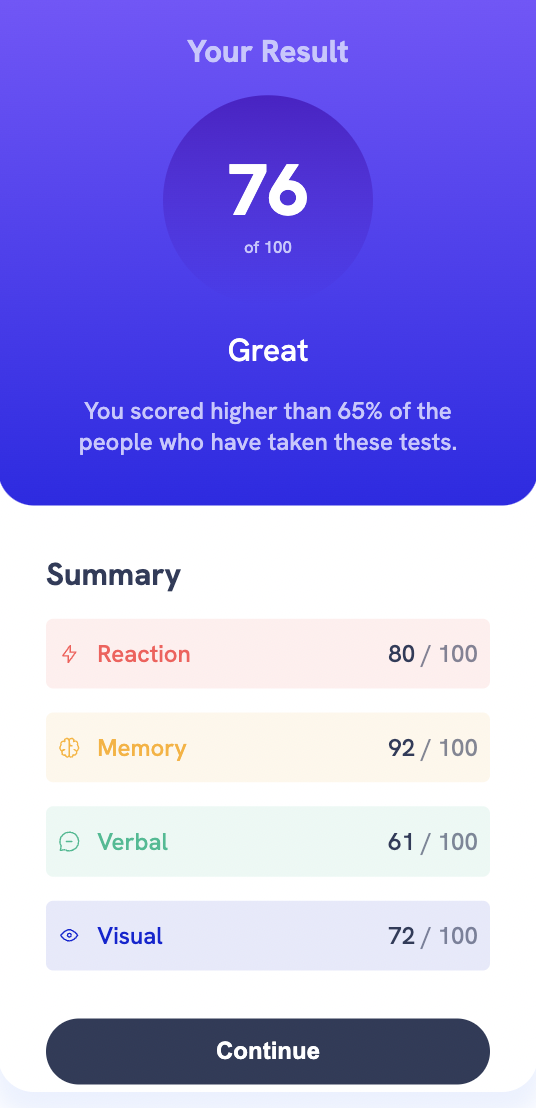 Your Result
76
of 100
Great
You scored higher than 65% of the
people who have taken these tests.
Summary
Reaction 80 / 100
Memory 92 / 100
Verbal 61 / 100
Visual 72 / 100
Continue